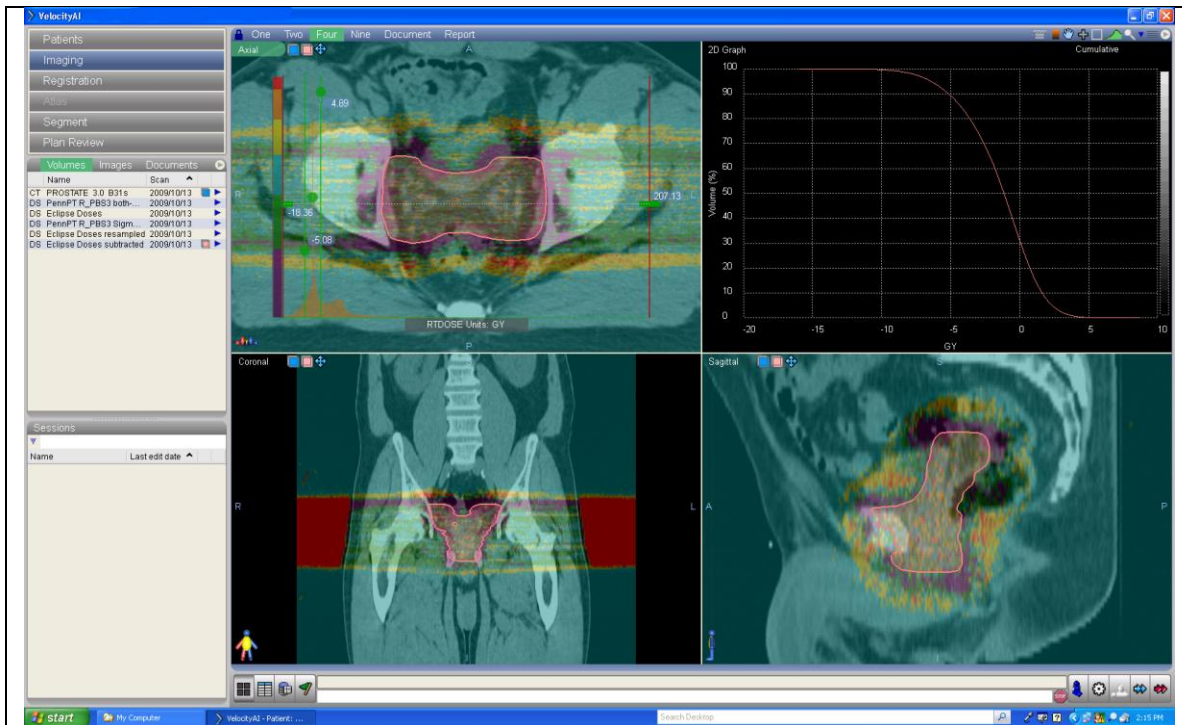 VelocityAI
Patients
Imaging
Registration
Atlas
Segment
Plan Review
Volumes Images Documents
Name Scan
CT PROSTATE 3.0 B31s 2009/10/13
DS PennPT R_PBS3 both-... 2009/10/13
DS Eclipse Doses 2009/10/13
DS PennPT R_PBS3 Sigm... 2009/10/13
DS Eclipse Doses resampled 2009/10/13
DS Eclipse Doses subtracted 2009/10/13
Sessions
Name Last edit date
One Two Four Nine Document Report
Axial
A
4.89
R
-18.36
-5.08
207.13
L
RTDOSE Units: GY
P
2D Graph
Cumulative
Volume (%)
100
90
80
70
60
50
40
30
20
10
0
-20 -15 -10 -5 0 5 10
GY
Coronal
R
L
Sagittal
S
A
P
STOP
start
My Computer
VelocityAI - Patient: ...
Search Desktop
2:15 PM